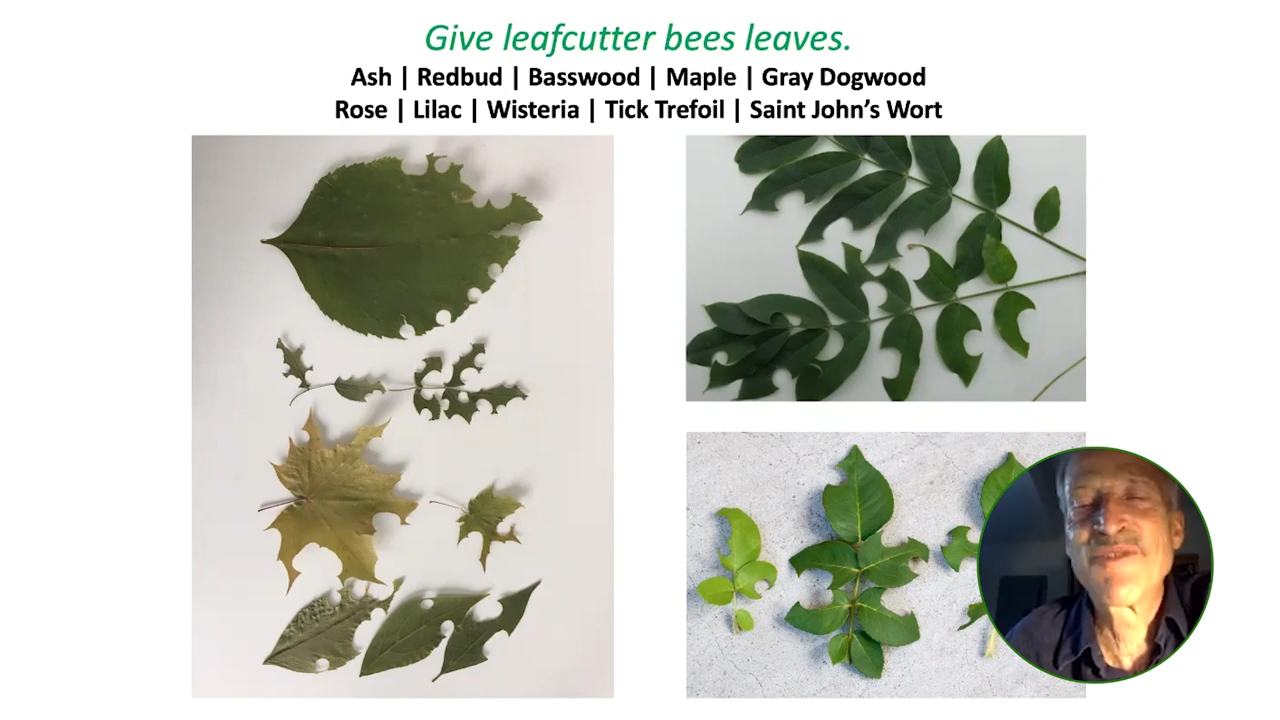 Give leafcutter bees leaves.
Ash | Redbud | Basswood | Maple | Gray Dogwood
Rose | Lilac | Wisteria | Tick Trefoil | Saint John’s Wort